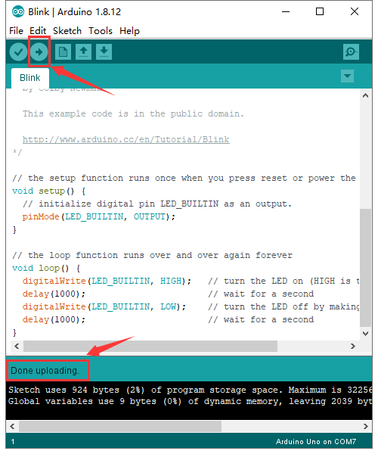 Blink | Arduino 1.8.12
File Edit Sketch Tools Help
Blink
This example code is in the public domain.
http://www.arduino.cc/en/Tutorial/Blink
*/
// the setup function runs once when you press reset or power the
void setup() {
// initialize digital pin LED_BUILTIN as an output.
pinMode(LED_BUILTIN, OUTPUT);
}
// the loop function runs over and over again forever
void loop() {
digitalWrite(LED_BUILTIN, HIGH); // turn the LED on (HIGH is t
delay(1000); // wait for a second
digitalWrite(LED_BUILTIN, LOW); // turn the LED off by making
delay(1000); // wait for a second
}
Done uploading.
Sketch uses 924 bytes (2%) of program storage space. Maximum is 32256
Global variables use 9 bytes (0%) of dynamic memory, leaving 2039 byt
1 Arduino Uno on COM7